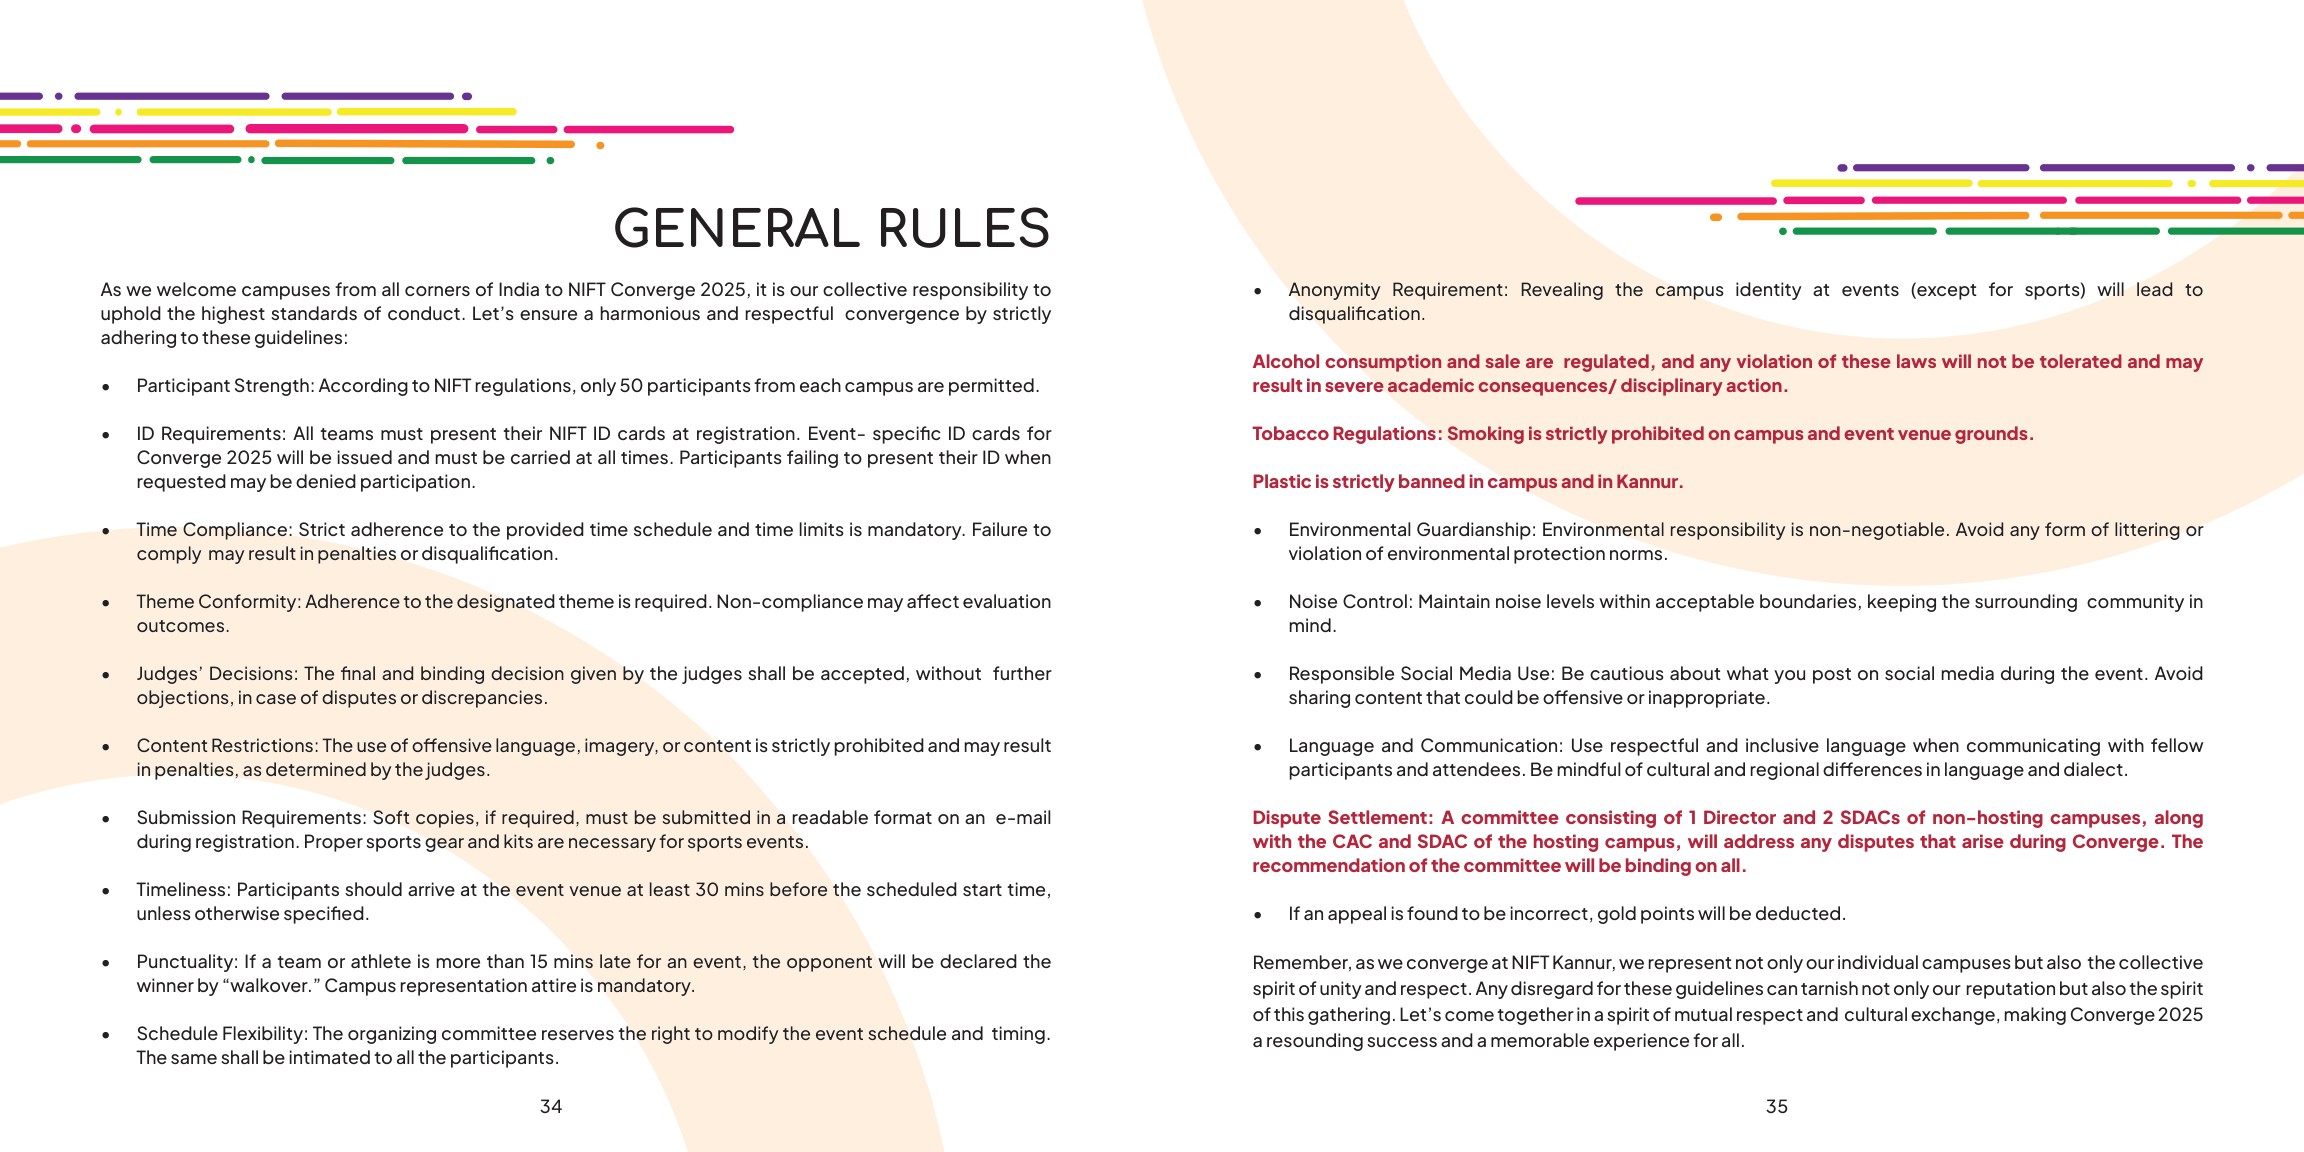 GENERAL RULES
As we welcome campuses from all corners of India to NIFT Converge 2025, it is our collective responsibility to
uphold the highest standards of conduct. Let’s ensure a harmonious and respectful convergence by strictly
adhering to these guidelines:
• Participant Strength: According to NIFT regulations, only 50 participants from each campus are permitted.
• ID Requirements: All teams must present their NIFT ID cards at registration. Event- specific ID cards for
Converge 2025 will be issued and must be carried at all times. Participants failing to present their ID when
requested may be denied participation.
• Time Compliance: Strict adherence to the provided time schedule and time limits is mandatory. Failure to
comply may result in penalties or disqualification.
• Theme Conformity: Adherence to the designated theme is required. Non-compliance may affect evaluation
outcomes.
• Judges’ Decisions: The final and binding decision given by the judges shall be accepted, without further
objections, in case of disputes or discrepancies.
• Content Restrictions: The use of offensive language, imagery, or content is strictly prohibited and may result
in penalties, as determined by the judges.
• Submission Requirements: Soft copies, if required, must be submitted in a readable format on an e-mail
during registration. Proper sports gear and kits are necessary for sports events.
• Timeliness: Participants should arrive at the event venue at least 30 mins before the scheduled start time,
unless otherwise specified.
• Punctuality: If a team or athlete is more than 15 mins late for an event, the opponent will be declared the
winner by “walkover.” Campus representation attire is mandatory.
• Schedule Flexibility: The organizing committee reserves the right to modify the event schedule and timing.
The same shall be intimated to all the participants.
34
• Anonymity Requirement: Revealing the campus identity at events (except for sports) will lead to
disqualification.
Alcohol consumption and sale are regulated, and any violation of these laws will not be tolerated and may
result in severe academic consequences/ disciplinary action.
Tobacco Regulations: Smoking is strictly prohibited on campus and event venue grounds.
Plastic is strictly banned in campus and in Kannur.
• Environmental Guardianship: Environmental responsibility is non-negotiable. Avoid any form of littering or
violation of environmental protection norms.
• Noise Control: Maintain noise levels within acceptable boundaries, keeping the surrounding community in
mind.
• Responsible Social Media Use: Be cautious about what you post on social media during the event. Avoid
sharing content that could be offensive or inappropriate.
• Language and Communication: Use respectful and inclusive language when communicating with fellow
participants and attendees. Be mindful of cultural and regional differences in language and dialect.
Dispute Settlement: A committee consisting of 1 Director and 2 SDACs of non-hosting campuses, along
with the CAC and SDAC of the hosting campus, will address any disputes that arise during Converge. The
recommendation of the committee will be binding on all.
• If an appeal is found to be incorrect, gold points will be deducted.
Remember, as we converge at NIFT Kannur, we represent not only our individual campuses but also the collective
spirit of unity and respect. Any disregard for these guidelines can tarnish not only our reputation but also the spirit
of this gathering. Let’s come together in a spirit of mutual respect and cultural exchange, making Converge 2025
a resounding success and a memorable experience for all.
35